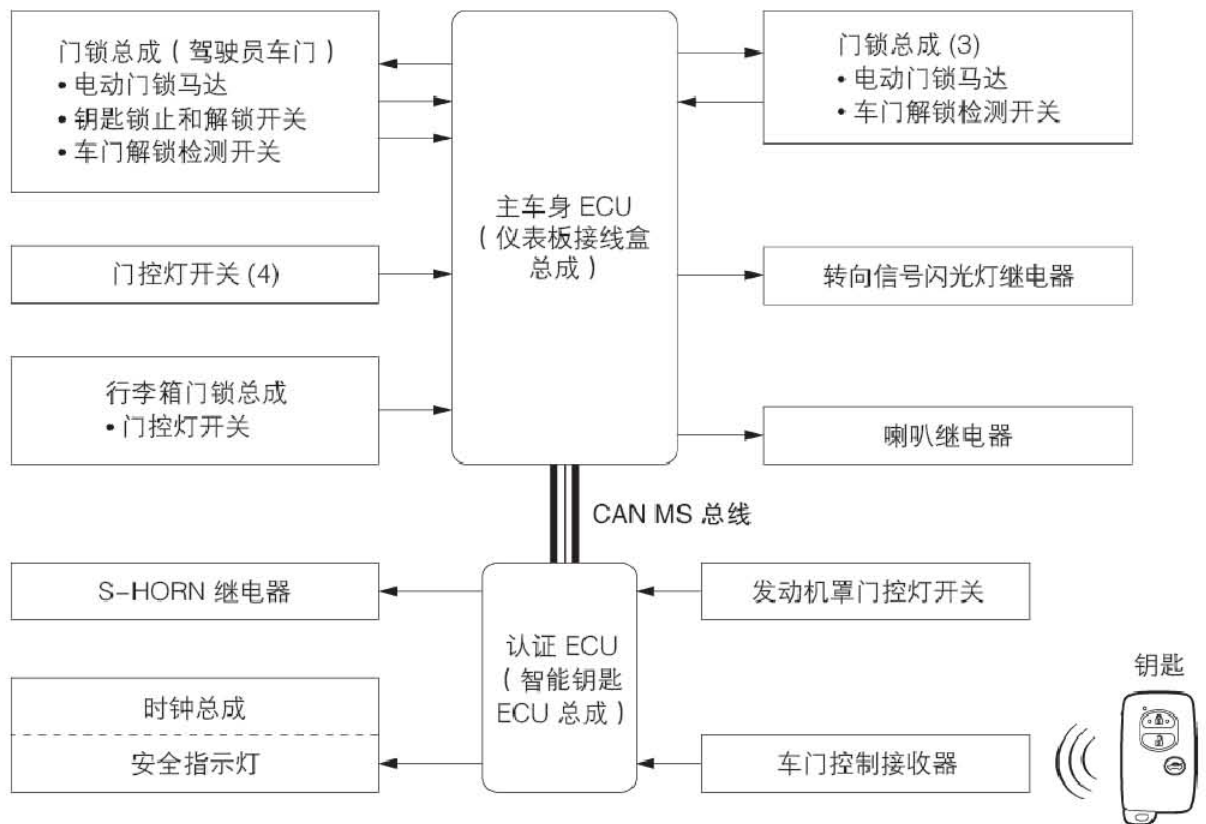 门锁总成（驾驶员车门）
• 电动门锁马达
• 钥匙锁止和解锁开关
• 车门解锁检测开关
门控灯开关 (4)
行李箱门锁总成
• 门控灯开关
主车身 ECU
（仪表板接线盒
总成）
门锁总成 (3)
• 电动门锁马达
• 车门解锁检测开关
转向信号闪光灯继电器
喇叭继电器
CAN MS 总线
S-HORN 继电器
时钟总成
安全指示灯
认证 ECU
（智能钥匙
ECU 总成）
发动机罩门控灯开关
车门控制接收器
钥匙